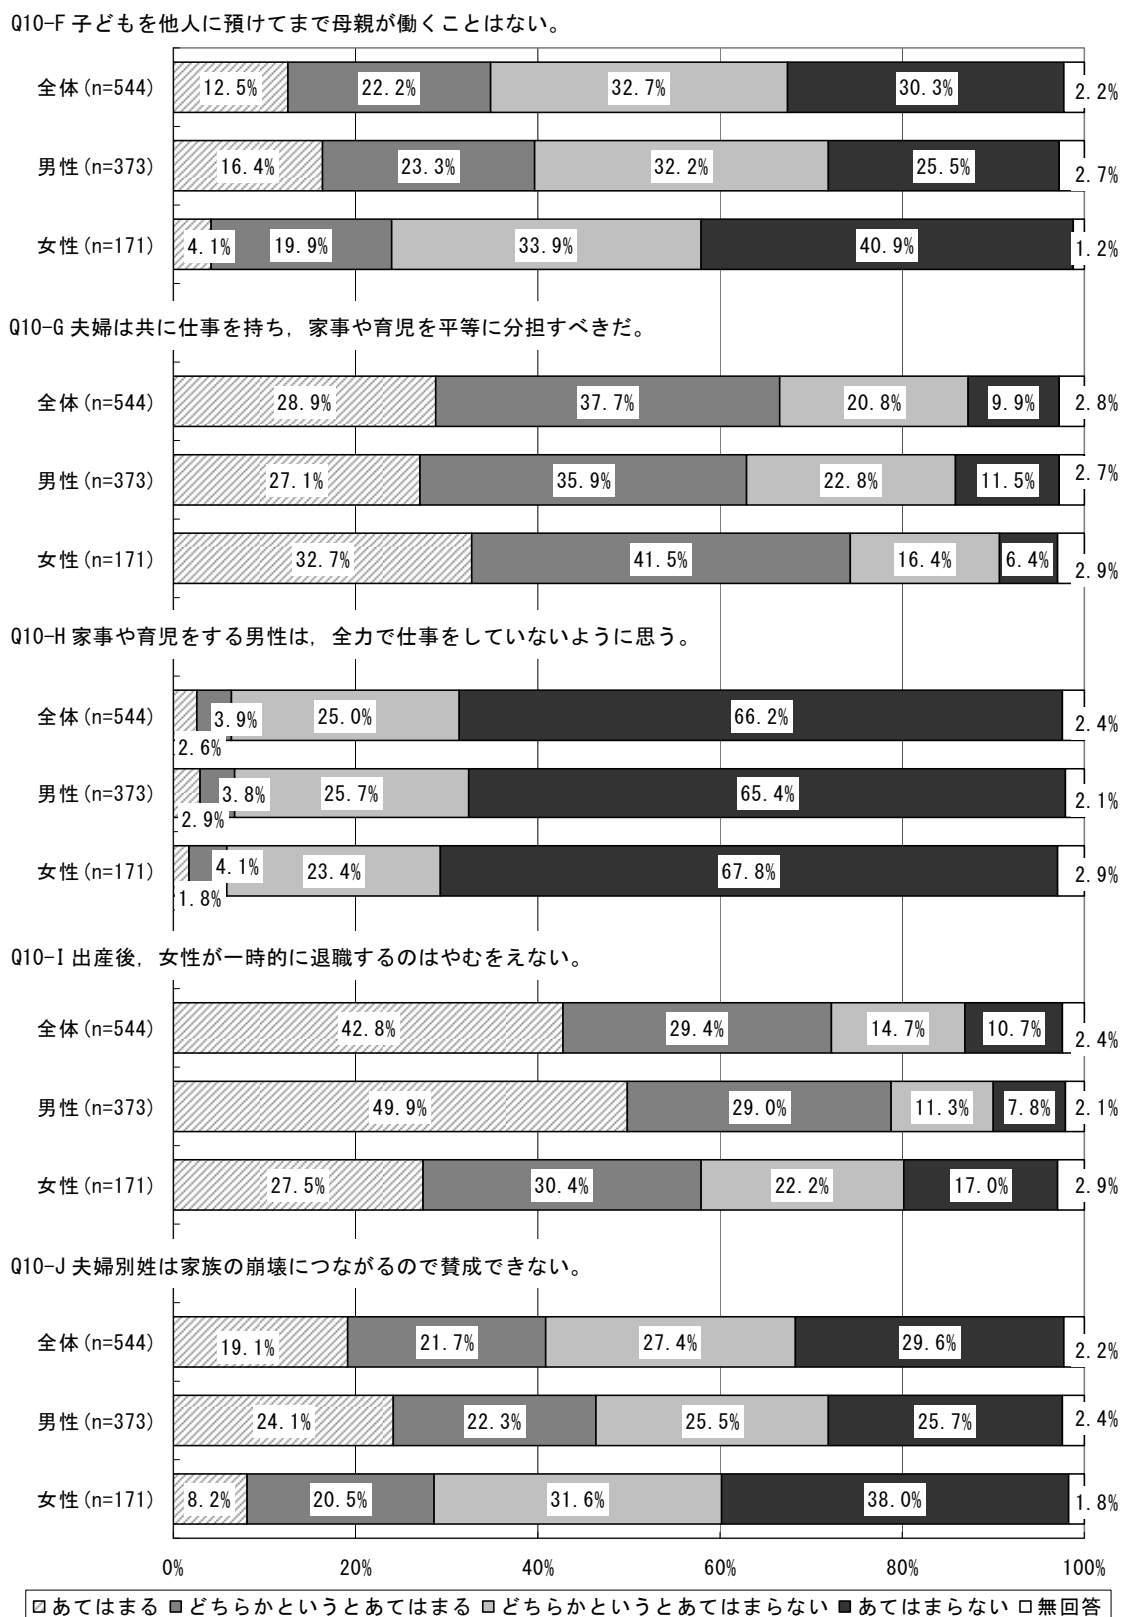 Q10-F 子どもを他人に預けてまで母親が働くことはない。
全体(n=544) 12.5% 22.2% 32.7% 30.3% 2.2%
男性(n=373) 16.4% 23.3% 32.2% 25.5% 2.7%
女性(n=171) 4.1% 19.9% 33.9% 40.9% 1.2%
Q10-G 夫婦は共に仕事を持ち，家事や育児を平等に分担すべきだ。
全体(n=544) 28.9% 37.7% 20.8% 9.9% 2.8%
男性(n=373) 27.1% 35.9% 22.8% 11.5% 2.7%
女性(n=171) 32.7% 41.5% 16.4% 6.4% 2.9%
Q10-H 家事や育児をする男性は，全力で仕事をしていないように思う。
全体(n=544) 2.6% 3.9% 25.0% 66.2% 2.4%
男性(n=373) 2.9% 3.8% 25.7% 65.4% 2.1%
女性(n=171) 1.8% 4.1% 23.4% 67.8% 2.9%
Q10-I 出産後，女性が一時的に退職するのはやむをえない。
全体(n=544) 42.8% 29.4% 14.7% 10.7% 2.4%
男性(n=373) 49.9% 29.0% 11.3% 7.8% 2.1%
女性(n=171) 27.5% 30.4% 22.2% 17.0% 2.9%
Q10-J 夫婦別姓は家族の崩壊につながるので賛成できない。
全体(n=544) 19.1% 21.7% 27.4% 29.6% 2.2%
男性(n=373) 24.1% 22.3% 25.5% 25.7% 2.4%
女性(n=171) 8.2% 20.5% 31.6% 38.0% 1.8%
0% 20% 40% 60% 80% 100%
あてはまる どちらかというとあてはまる どちらかというとあてはまらない あてはまらない 無回答